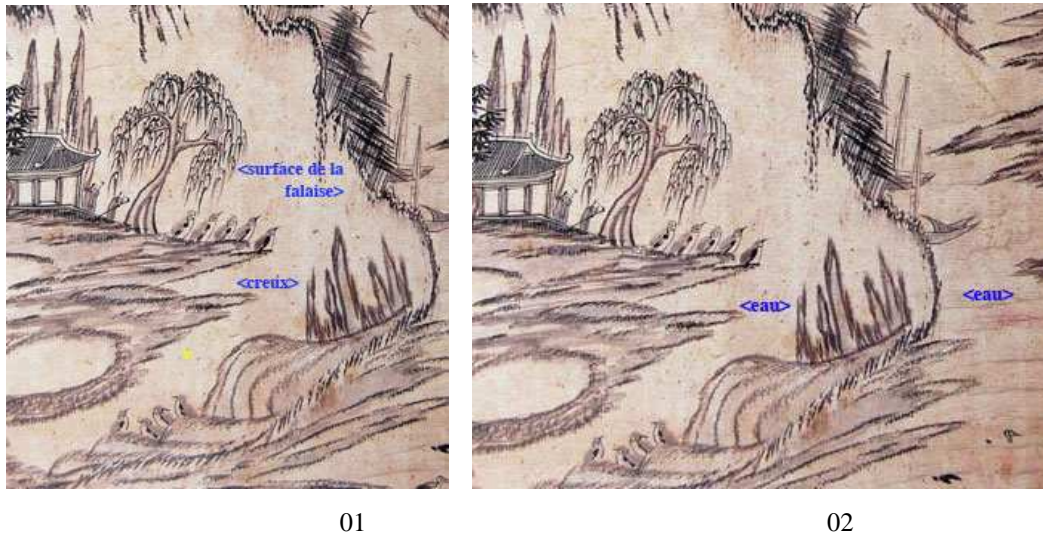 <surface de la
falaise>
<creux>
<eau>
<eau>
01
02